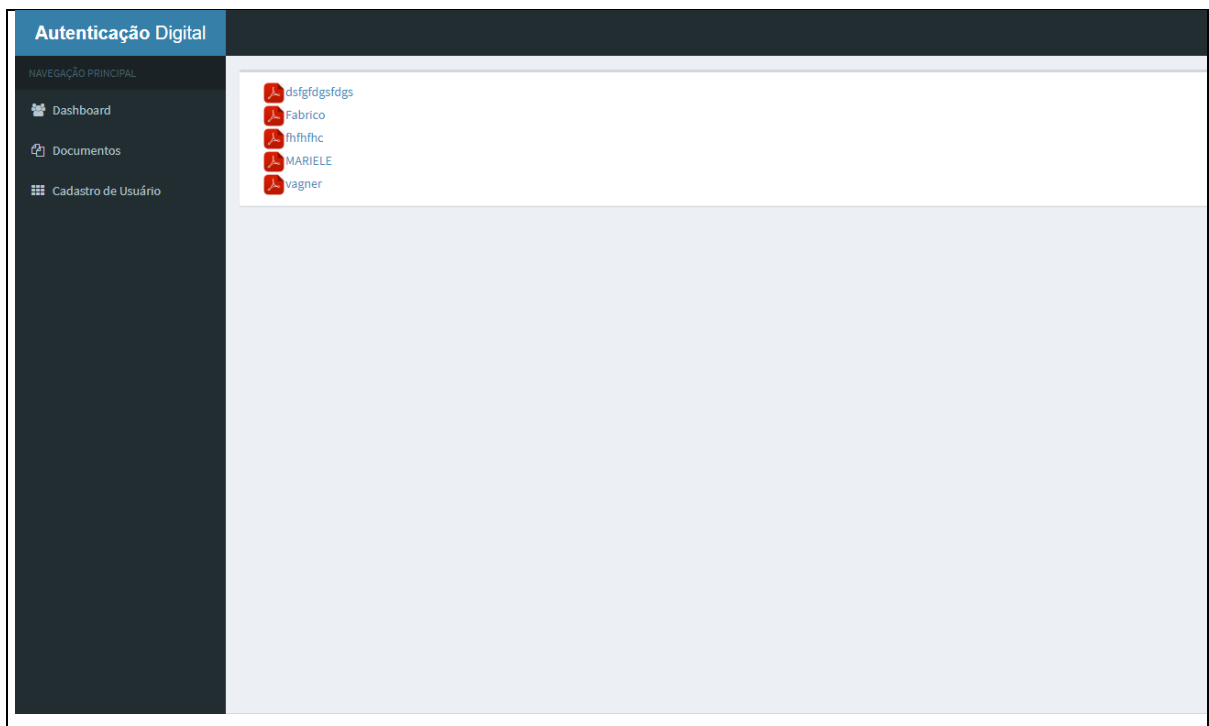 Autenticação Digital
NAVEGAÇÃO PRINCIPAL
Dashboard
Documentos
Cadastro de Usuário
dsfgfdgsfdgs
Fabrico
fhfhfhc
MARIELE
vagner